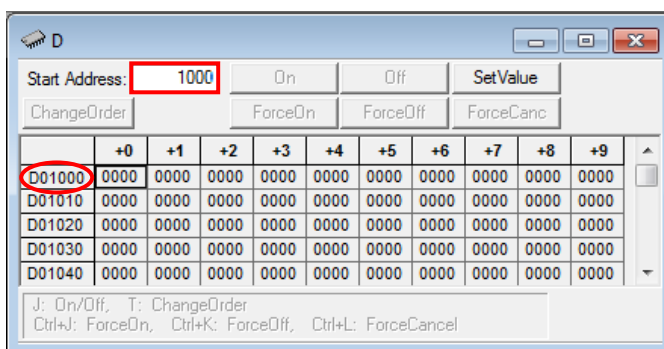 D
Start Address: 1000 On Off SetValue
ChangeOrder ForceOn ForceOff ForceCanc
+0 +1 +2 +3 +4 +5 +6 +7 +8 +9
D01000 0000 0000 0000 0000 0000 0000 0000 0000 0000 0000
D01010 0000 0000 0000 0000 0000 0000 0000 0000 0000 0000
D01020 0000 0000 0000 0000 0000 0000 0000 0000 0000 0000
D01030 0000 0000 0000 0000 0000 0000 0000 0000 0000 0000
D01040 0000 0000 0000 0000 0000 0000 0000 0000 0000 0000
J: On/Off, T: ChangeOrder
Ctrl+J: ForceOn, Ctrl+K: ForceOff, Ctrl+L: ForceCancel